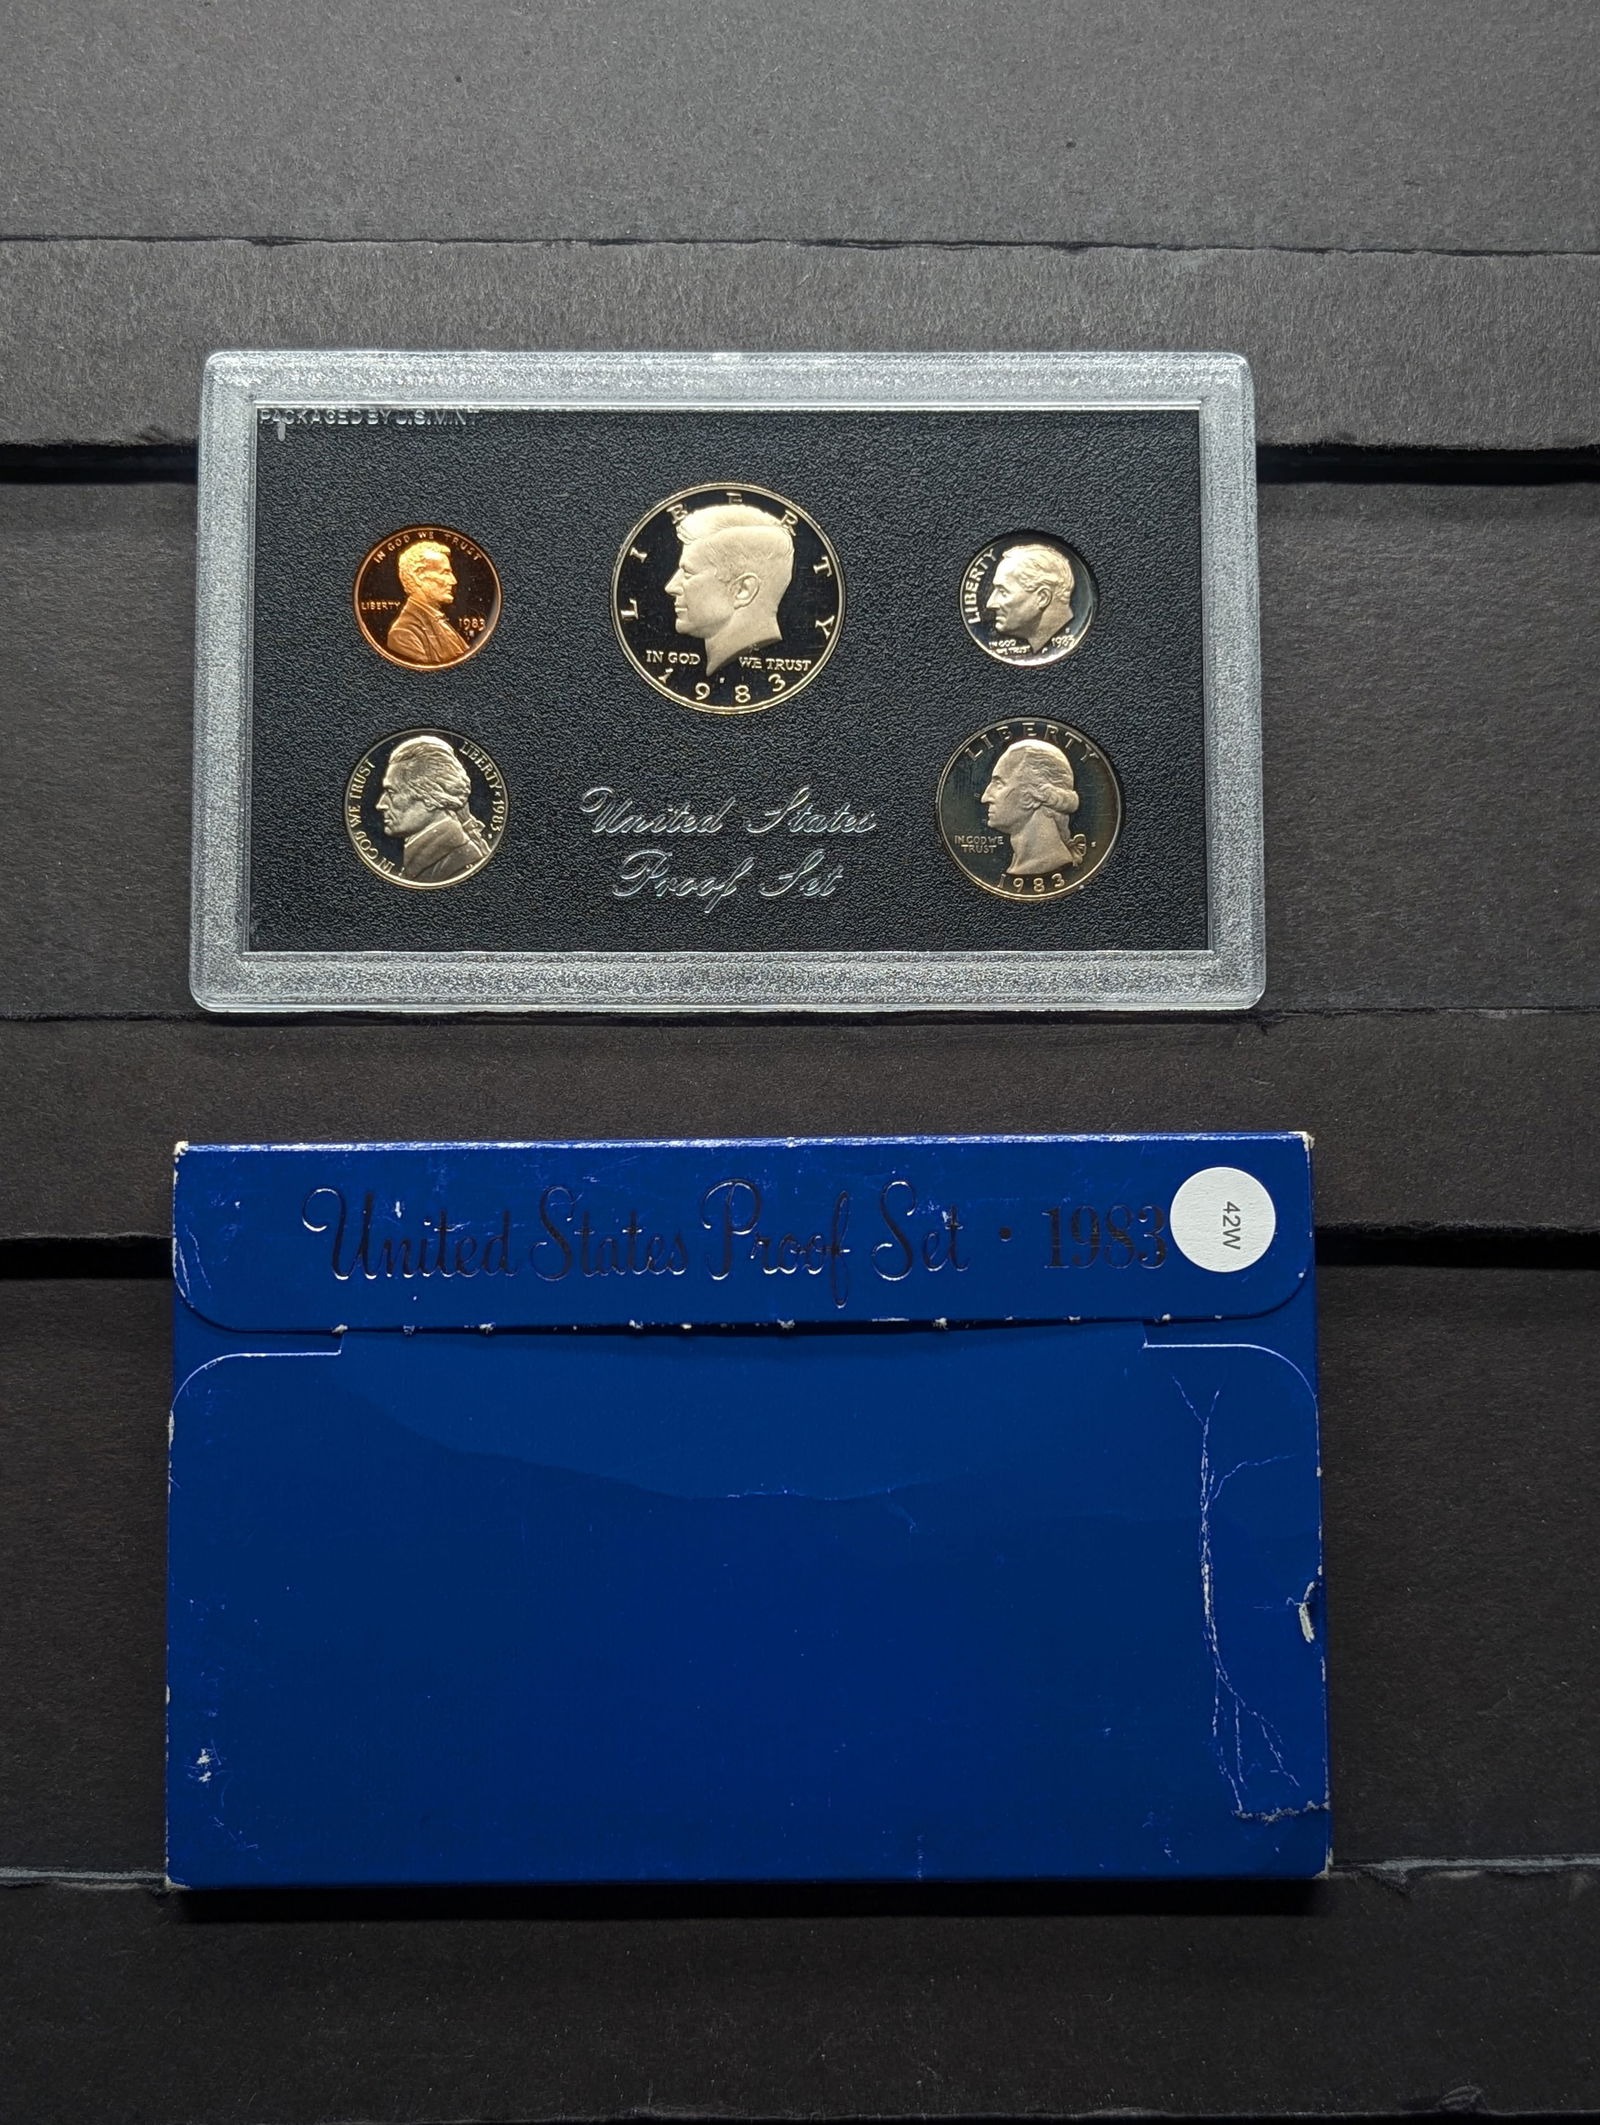 PACKAGED BY U.S. MINT
IN GOD WE TRUST
LIBERTY
1983
S
LIBERTY
IN GOD WE TRUST
1983
LIBERTY
IN GOD
WE TRUST
1983
IN GOD WE TRUST
LIBERTY★1983
United States
Proof Set
LIBERTY
IN GOD WE
TRUST
1983
United States Proof Set · 1983
42W